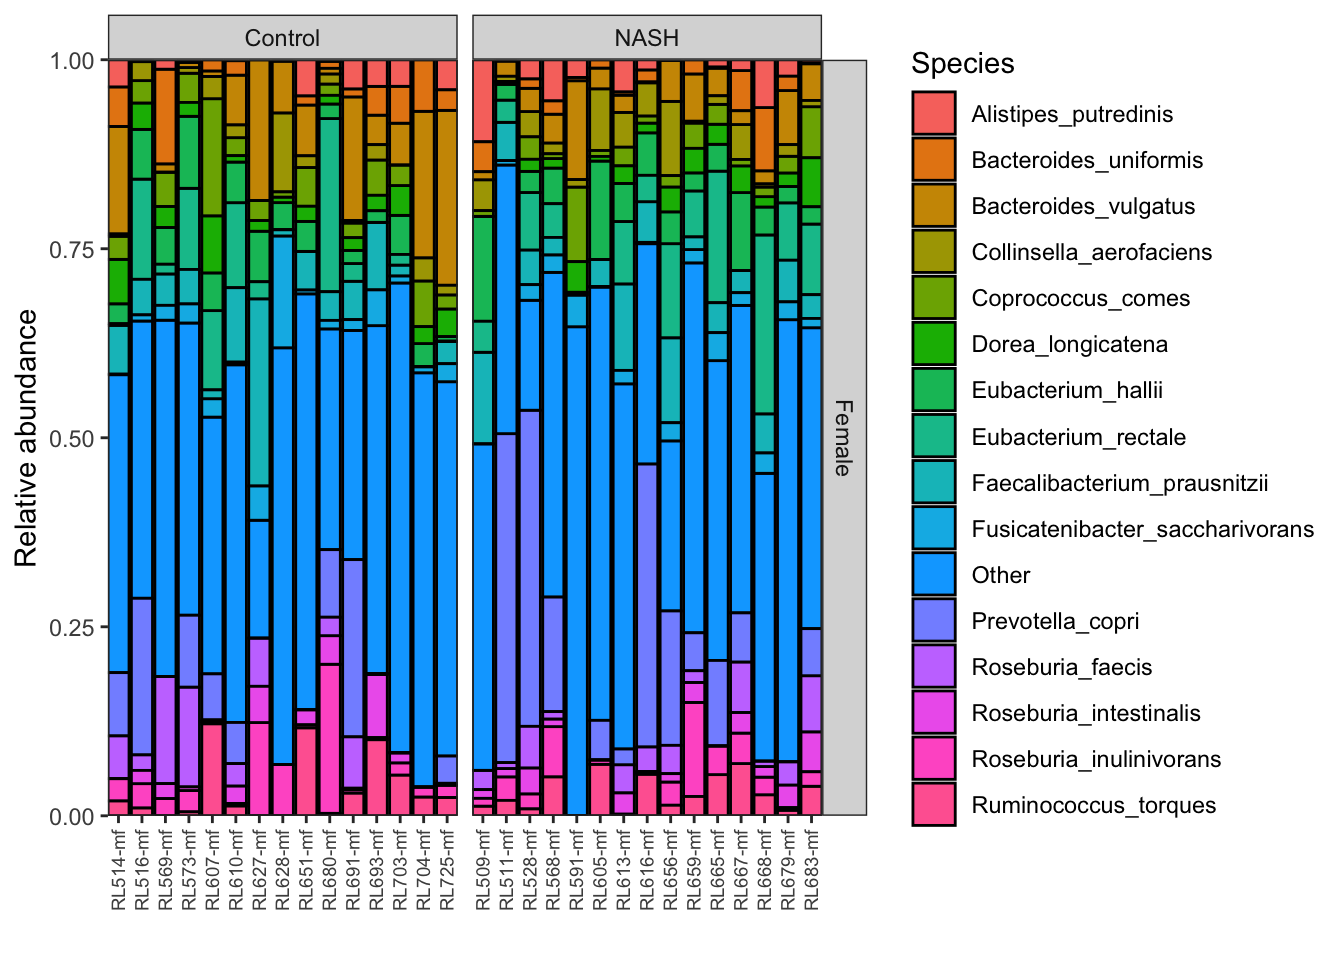 Control
NASH
Female
Relative abundance
1.00
0.75
0.50
0.25
0.00
RL514-mf
RL516-mf
RL569-mf
RL573-mf
RL607-mf
RL610-mf
RL627-mf
RL628-mf
RL651-mf
RL680-mf
RL691-mf
RL693-mf
RL703-mf
RL704-mf
RL725-mf
RL509-mf
RL511-mf
RL528-mf
RL568-mf
RL591-mf
RL605-mf
RL613-mf
RL616-mf
RL656-mf
RL659-mf
RL665-mf
RL667-mf
RL668-mf
RL679-mf
RL683-mf
Species
Alistipes_putredinis
Bacteroides_uniformis
Bacteroides_vulgatus
Collinsella_aerofaciens
Coprococcus_comes
Dorea_longicatena
Eubacterium_hallii
Eubacterium_rectale
Faecalibacterium_prausnitzii
Fusicatenibacter_saccharivorans
Other
Prevotella_copri
Roseburia_faecis
Roseburia_intestinalis
Roseburia_inulinivorans
Ruminococcus_torques